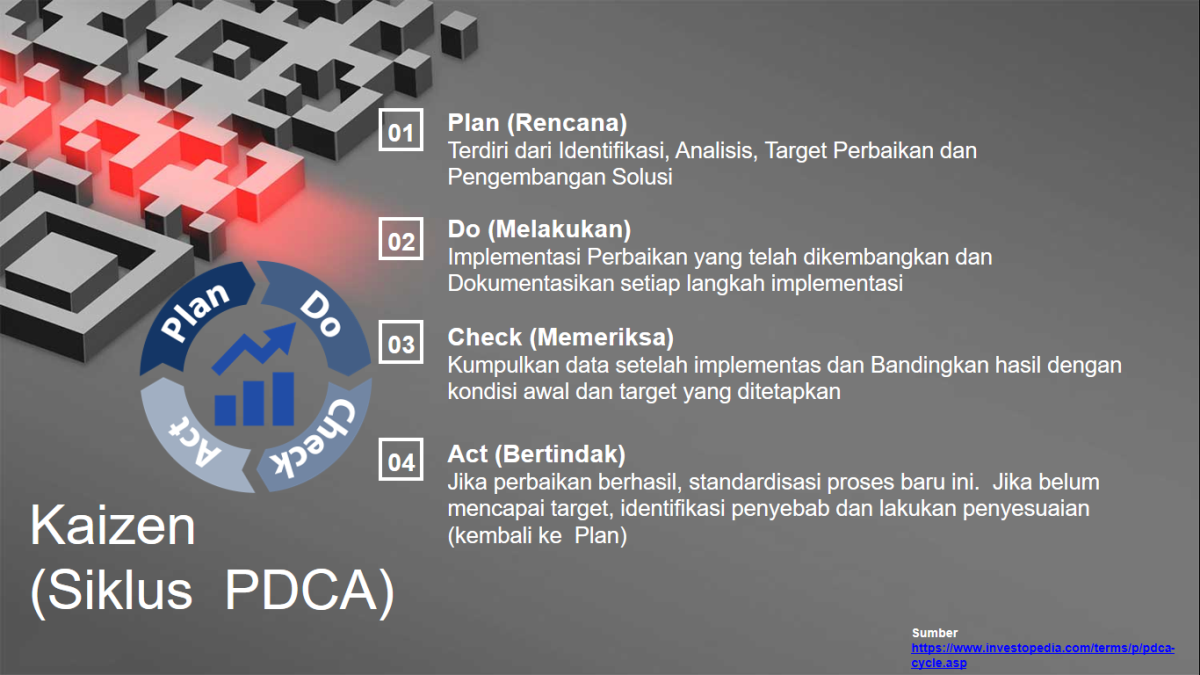 01
Plan (Rencana)
Terdiri dari Identifikasi, Analisis, Target Perbaikan dan
Pengembangan Solusi
02
Do (Melakukan)
Implementasi Perbaikan yang telah dikembangkan dan
Dokumentasikan setiap langkah implementasi
03
Check (Memeriksa)
Kumpulkan data setelah implementas dan Bandingkan hasil dengan
kondisi awal dan target yang ditetapkan
04
Act (Bertindak)
Jika perbaikan berhasil, standardisasi proses baru ini.  Jika belum
mencapai target, identifikasi penyebab dan lakukan penyesuaian
(kembali ke  Plan)
Plan
Do
Check
Act
Kaizen
(Siklus  PDCA)
Sumber
https://www.investopedia.com/terms/p/pdca-
cycle.asp